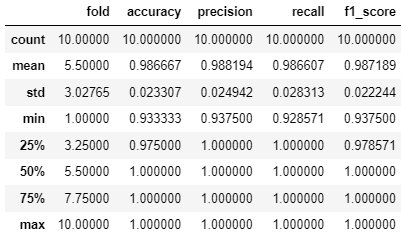 fold accuracy precision recall f1_score
count 10.00000 10.000000 10.000000 10.000000 10.000000
mean 5.50000 0.986667 0.988194 0.986607 0.987189
std 3.02765 0.023307 0.024942 0.028313 0.022244
min 1.00000 0.933333 0.937500 0.928571 0.937500
25% 3.25000 0.975000 1.000000 1.000000 0.978571
50% 5.50000 1.000000 1.000000 1.000000 1.000000
75% 7.75000 1.000000 1.000000 1.000000 1.000000
max 10.00000 1.000000 1.000000 1.000000 1.000000